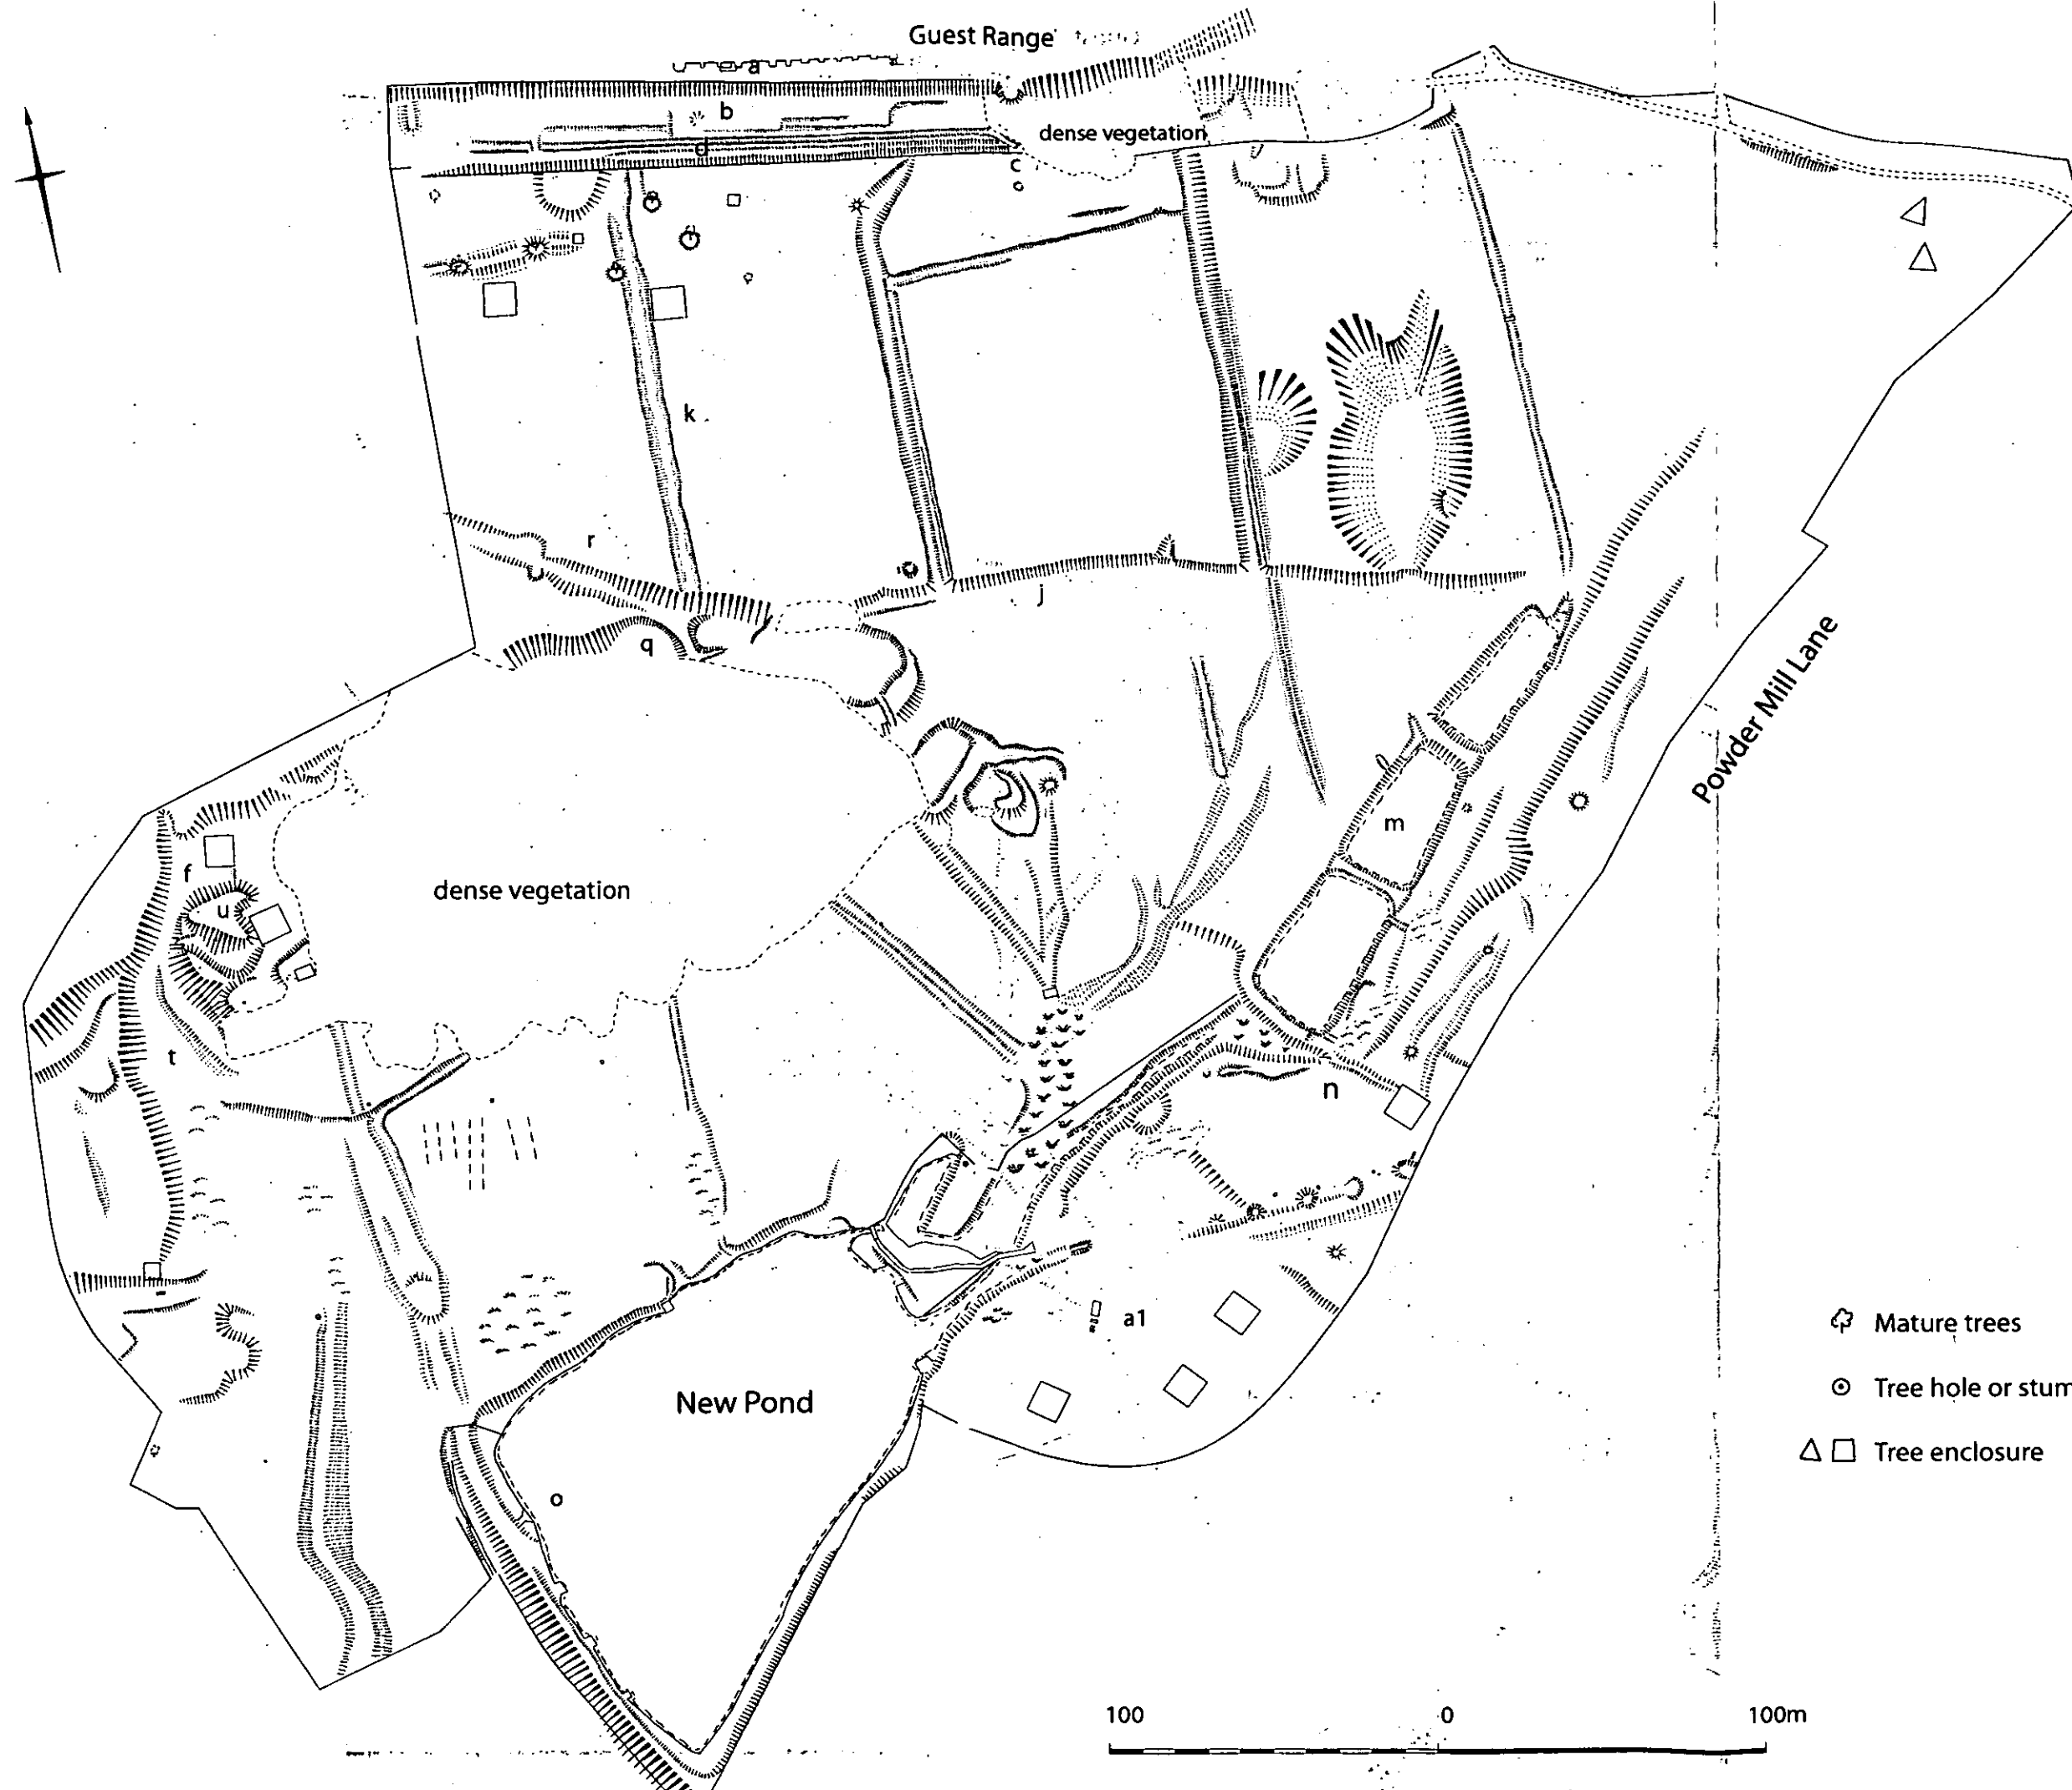 Guest Range
a
b
dense vegetation
d
c
k
r
j
q
Powder Mill Lane
m
f
dense vegetation
u
t
n
a1
Mature trees
New Pond
Tree hole or stum
Tree enclosure
o
100 0 100m